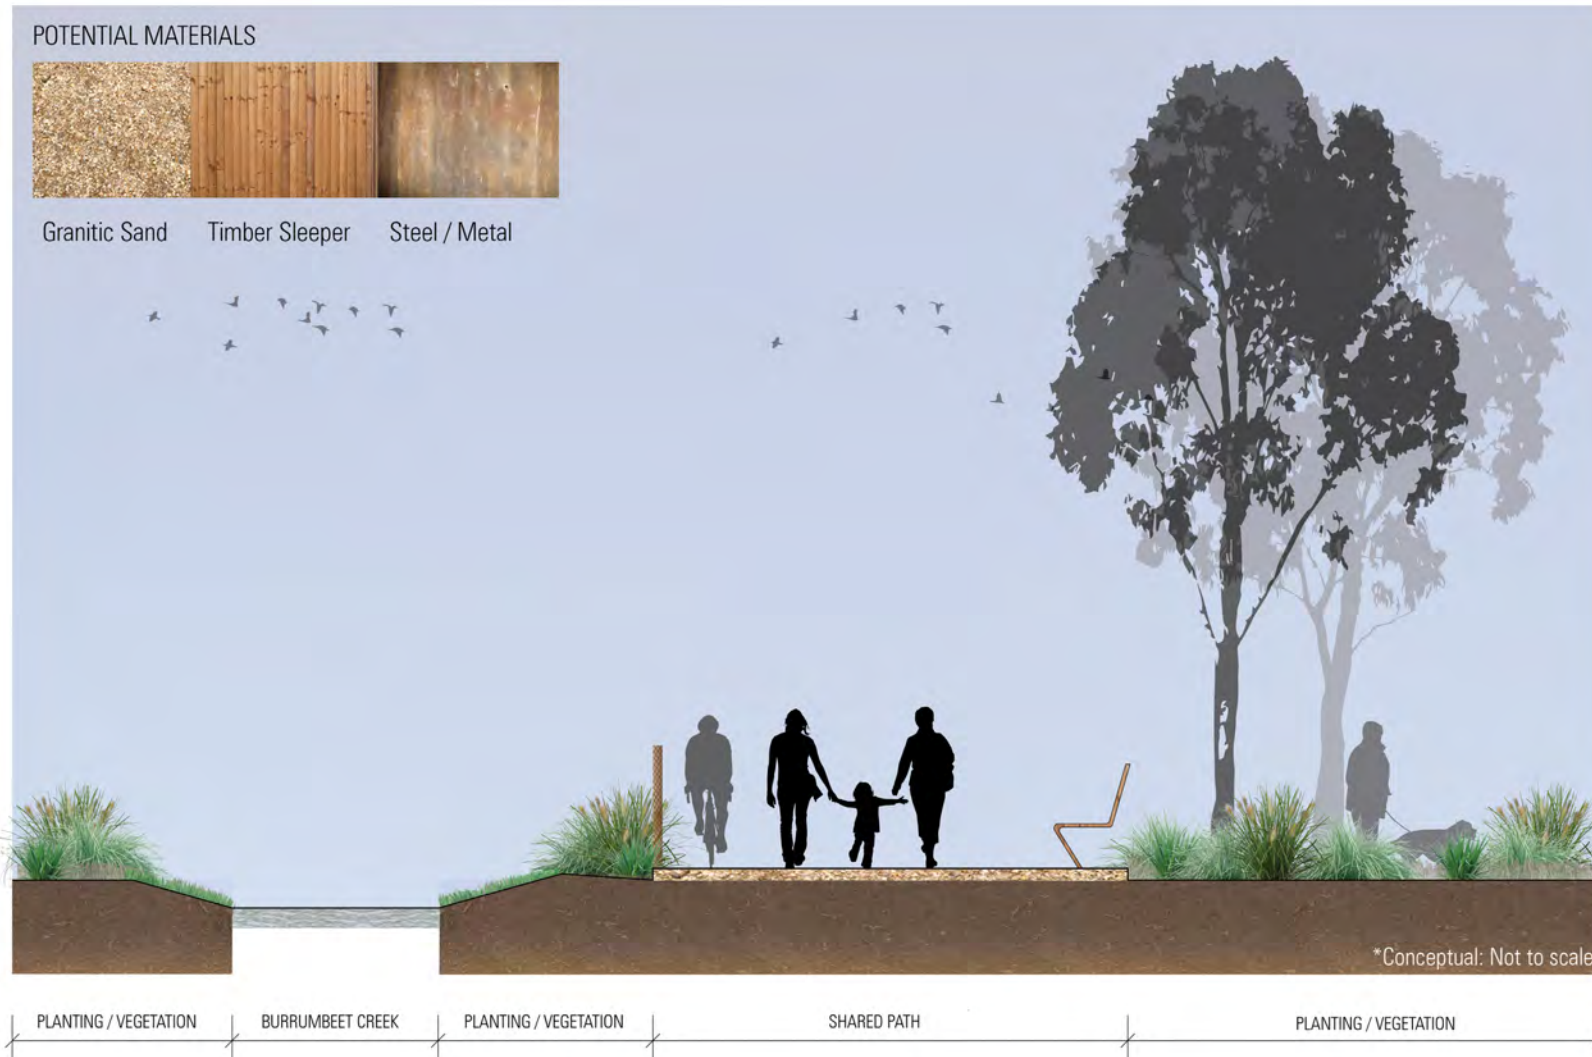 POTENTIAL MATERIALS
Granitic Sand
Timber Sleeper
Steel / Metal
*Conceptual: Not to scale
PLANTING / VEGETATION
BURRUMBEET CREEK
PLANTING / VEGETATION
SHARED PATH
PLANTING / VEGETATION